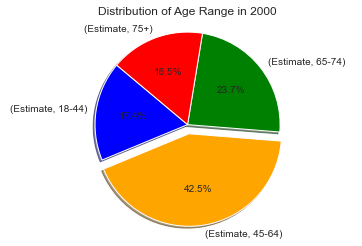 Distribution of Age Range in 2000
(Estimate, 75+)
(Estimate, 65-74)
16.5%
23.7%
(Estimate, 18-44)
42.5%
(Estimate, 45-64)